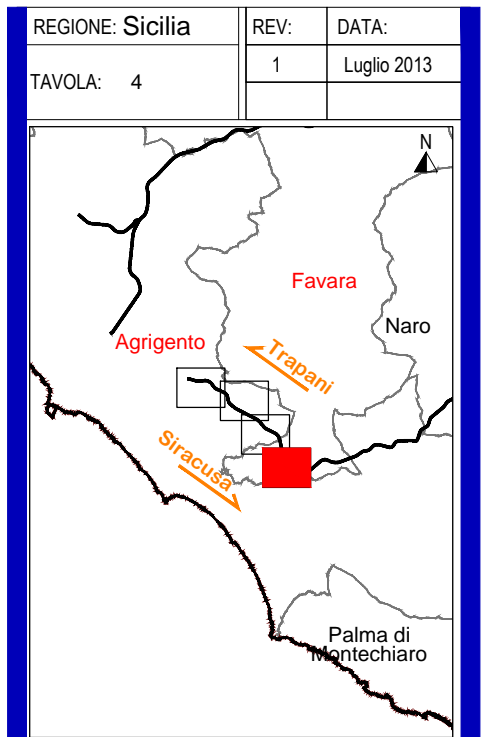 REGIONE: Sicilia
REV:
DATA:
1
Luglio 2013
TAVOLA: 4
N
Favara
Naro
Agrigento
Trapani
Siracusa
Palma di
Montechiaro